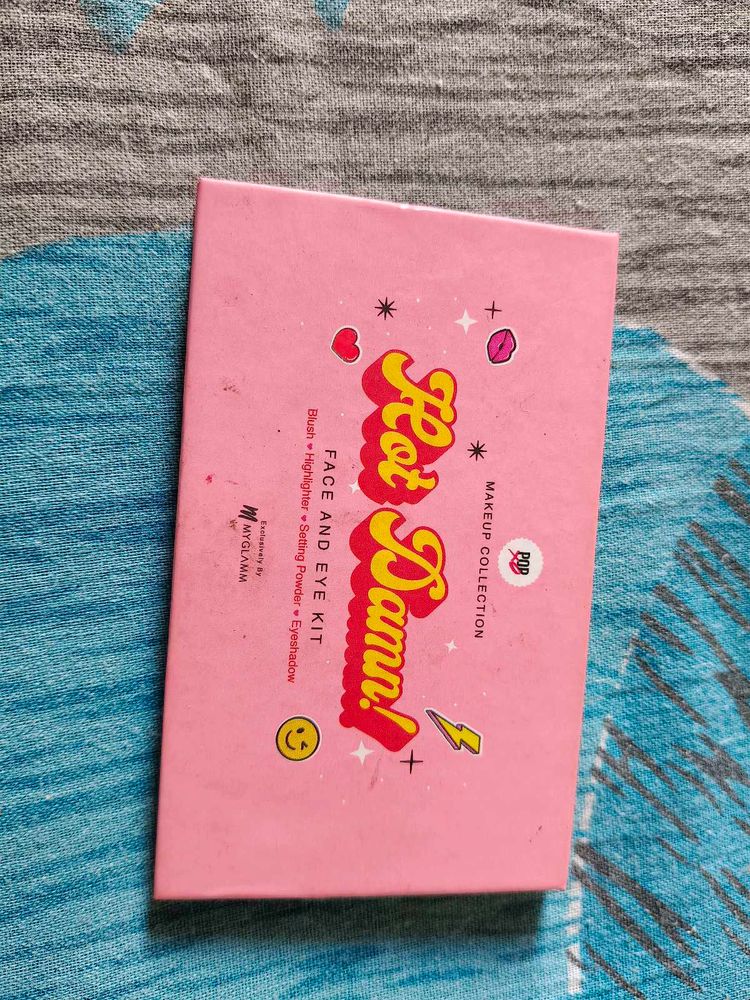 POP
MAKEUP COLLECTION
Hot Damn!
FACE AND EYE KIT
Blush ♥ Highlighter ♥ Setting Powder ♥ Eyeshadow
Exclusively By
M MYGLAMM